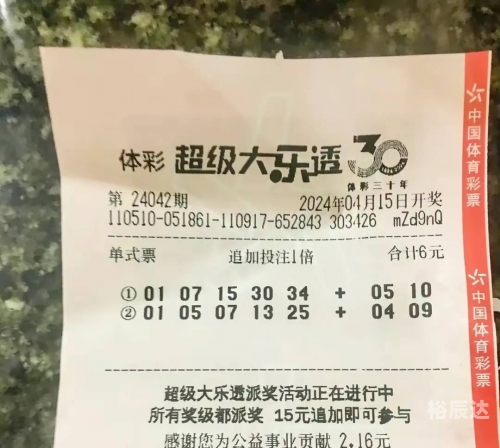 体彩 超级大乐透 30
体彩三十年
第 24042期 2024年04月15日开奖
110510-051861-110917-652843 303426 mZd9nQ
单式票 追加投注1倍 合计6元
① 01 07 15 30 34 + 05 10
② 01 05 07 13 25 + 04 09
超级大乐透派奖活动正在进行中
所有奖级都派奖 15元追加即可参与
感谢您为公益事业贡献 2.16元
中国体育彩票
中国体育彩票
裕辰达